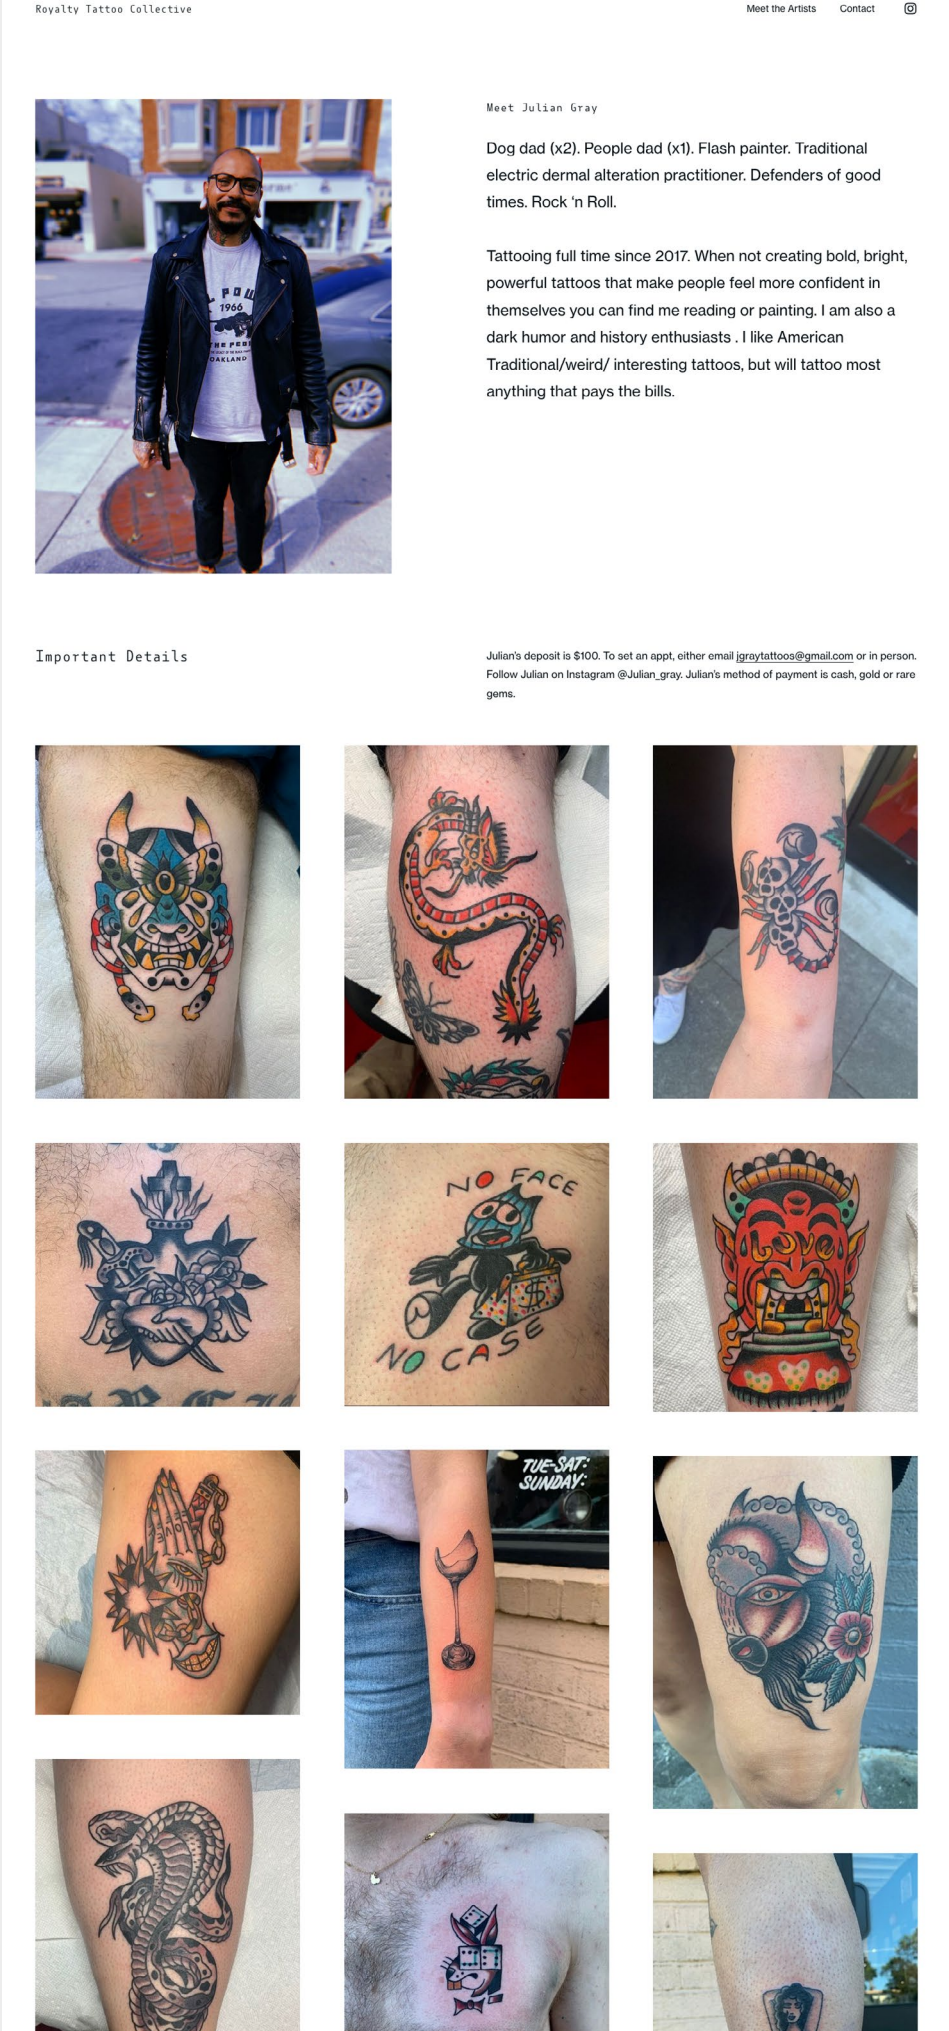 Royalty Tattoo Collective
Meet the Artists
Contact
Meet Julian Gray
Dog dad (x2). People dad (x1). Flash painter. Traditional
electric dermal alteration practitioner. Defenders of good
times. Rock ‘n Roll.
Tattooing full time since 2017. When not creating bold, bright,
powerful tattoos that make people feel more confident in
themselves you can find me reading or painting. I am also a
dark humor and history enthusiasts . I like American
Traditional/weird/ interesting tattoos, but will tattoo most
anything that pays the bills.
1966
OAKLAND
Important Details
Julian’s deposit is $100. To set an appt, either email jgraytattoos@gmail.com or in person.
Follow Julian on Instagram @Julian_gray. Julian’s method of payment is cash, gold or rare
gems.
NO FACE
$
NO CASE
LOVE
LOVE
TUE-SAT:
SUNDAY: